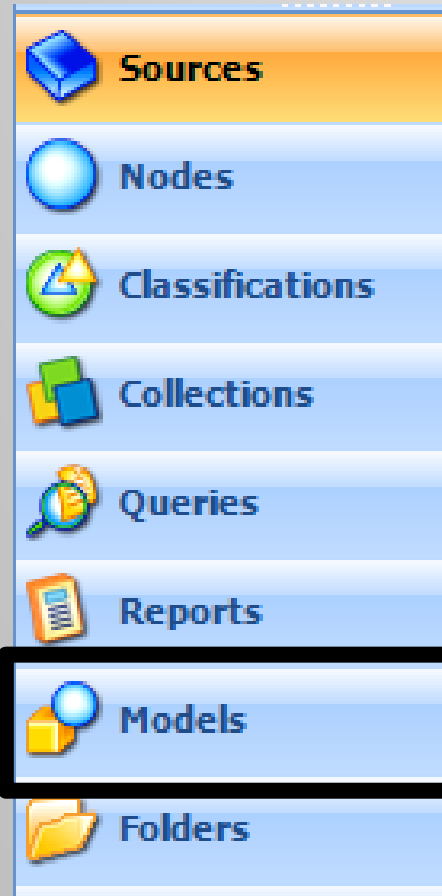 Sources
Nodes
Classifications
Collections
Queries
Reports
Models
Folders